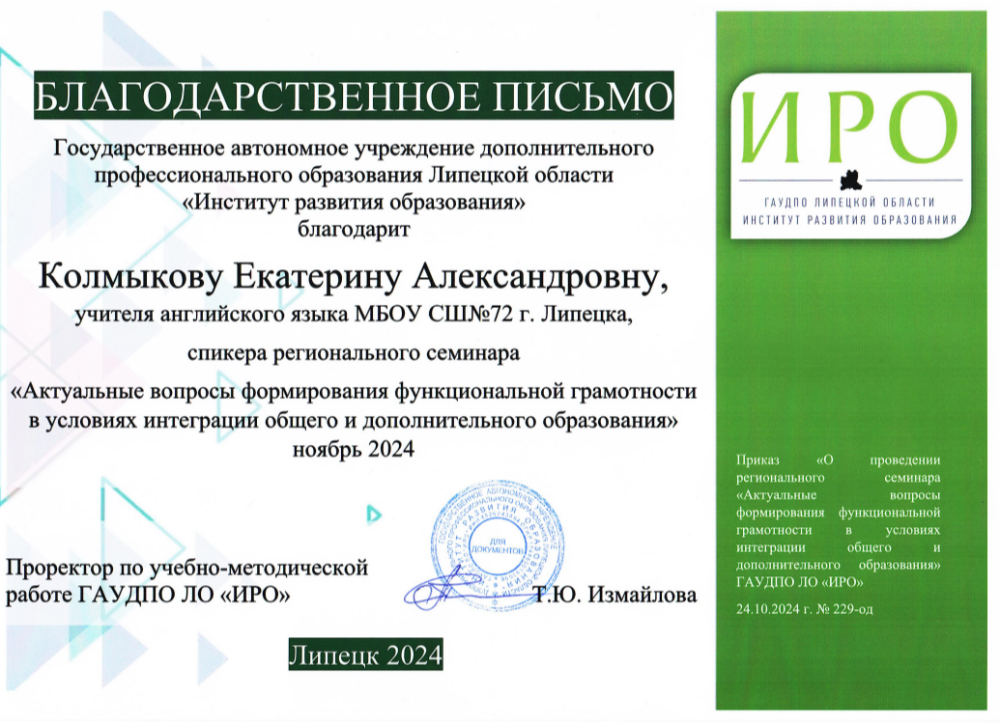 БЛАГОДАРСТВЕННОЕ ПИСЬМО
Государственное автономное учреждение дополнительного
профессионального образования Липецкой области
«Институт развития образования»
благодарит
Колмыкову Екатерину Александровну,
учителя английского языка МБОУ СШ№72 г. Липецка,
спикера регионального семинара
«Актуальные вопросы формирования функциональной грамотности
в условиях интеграции общего и дополнительного образования»
ноябрь 2024
Проректор по учебно-методической
работе ГАУДПО ЛО «ИРО»
Т.Ю. Измайлова
ДЛЯ
ДОКУМЕНТОВ
Липецк 2024
ИРО
ГАУДПО ЛИПЕЦКОЙ ОБЛАСТИ
ИНСТИТУТ РАЗВИТИЯ ОБРАЗОВАНИЯ
Приказ «О проведении
регионального семинара
«Актуальные вопросы
формирования функциональной
грамотности в условиях
интеграции общего и
дополнительного образования»
ГАУДПО ЛО «ИРО»
24.10.2024 г. № 229-од